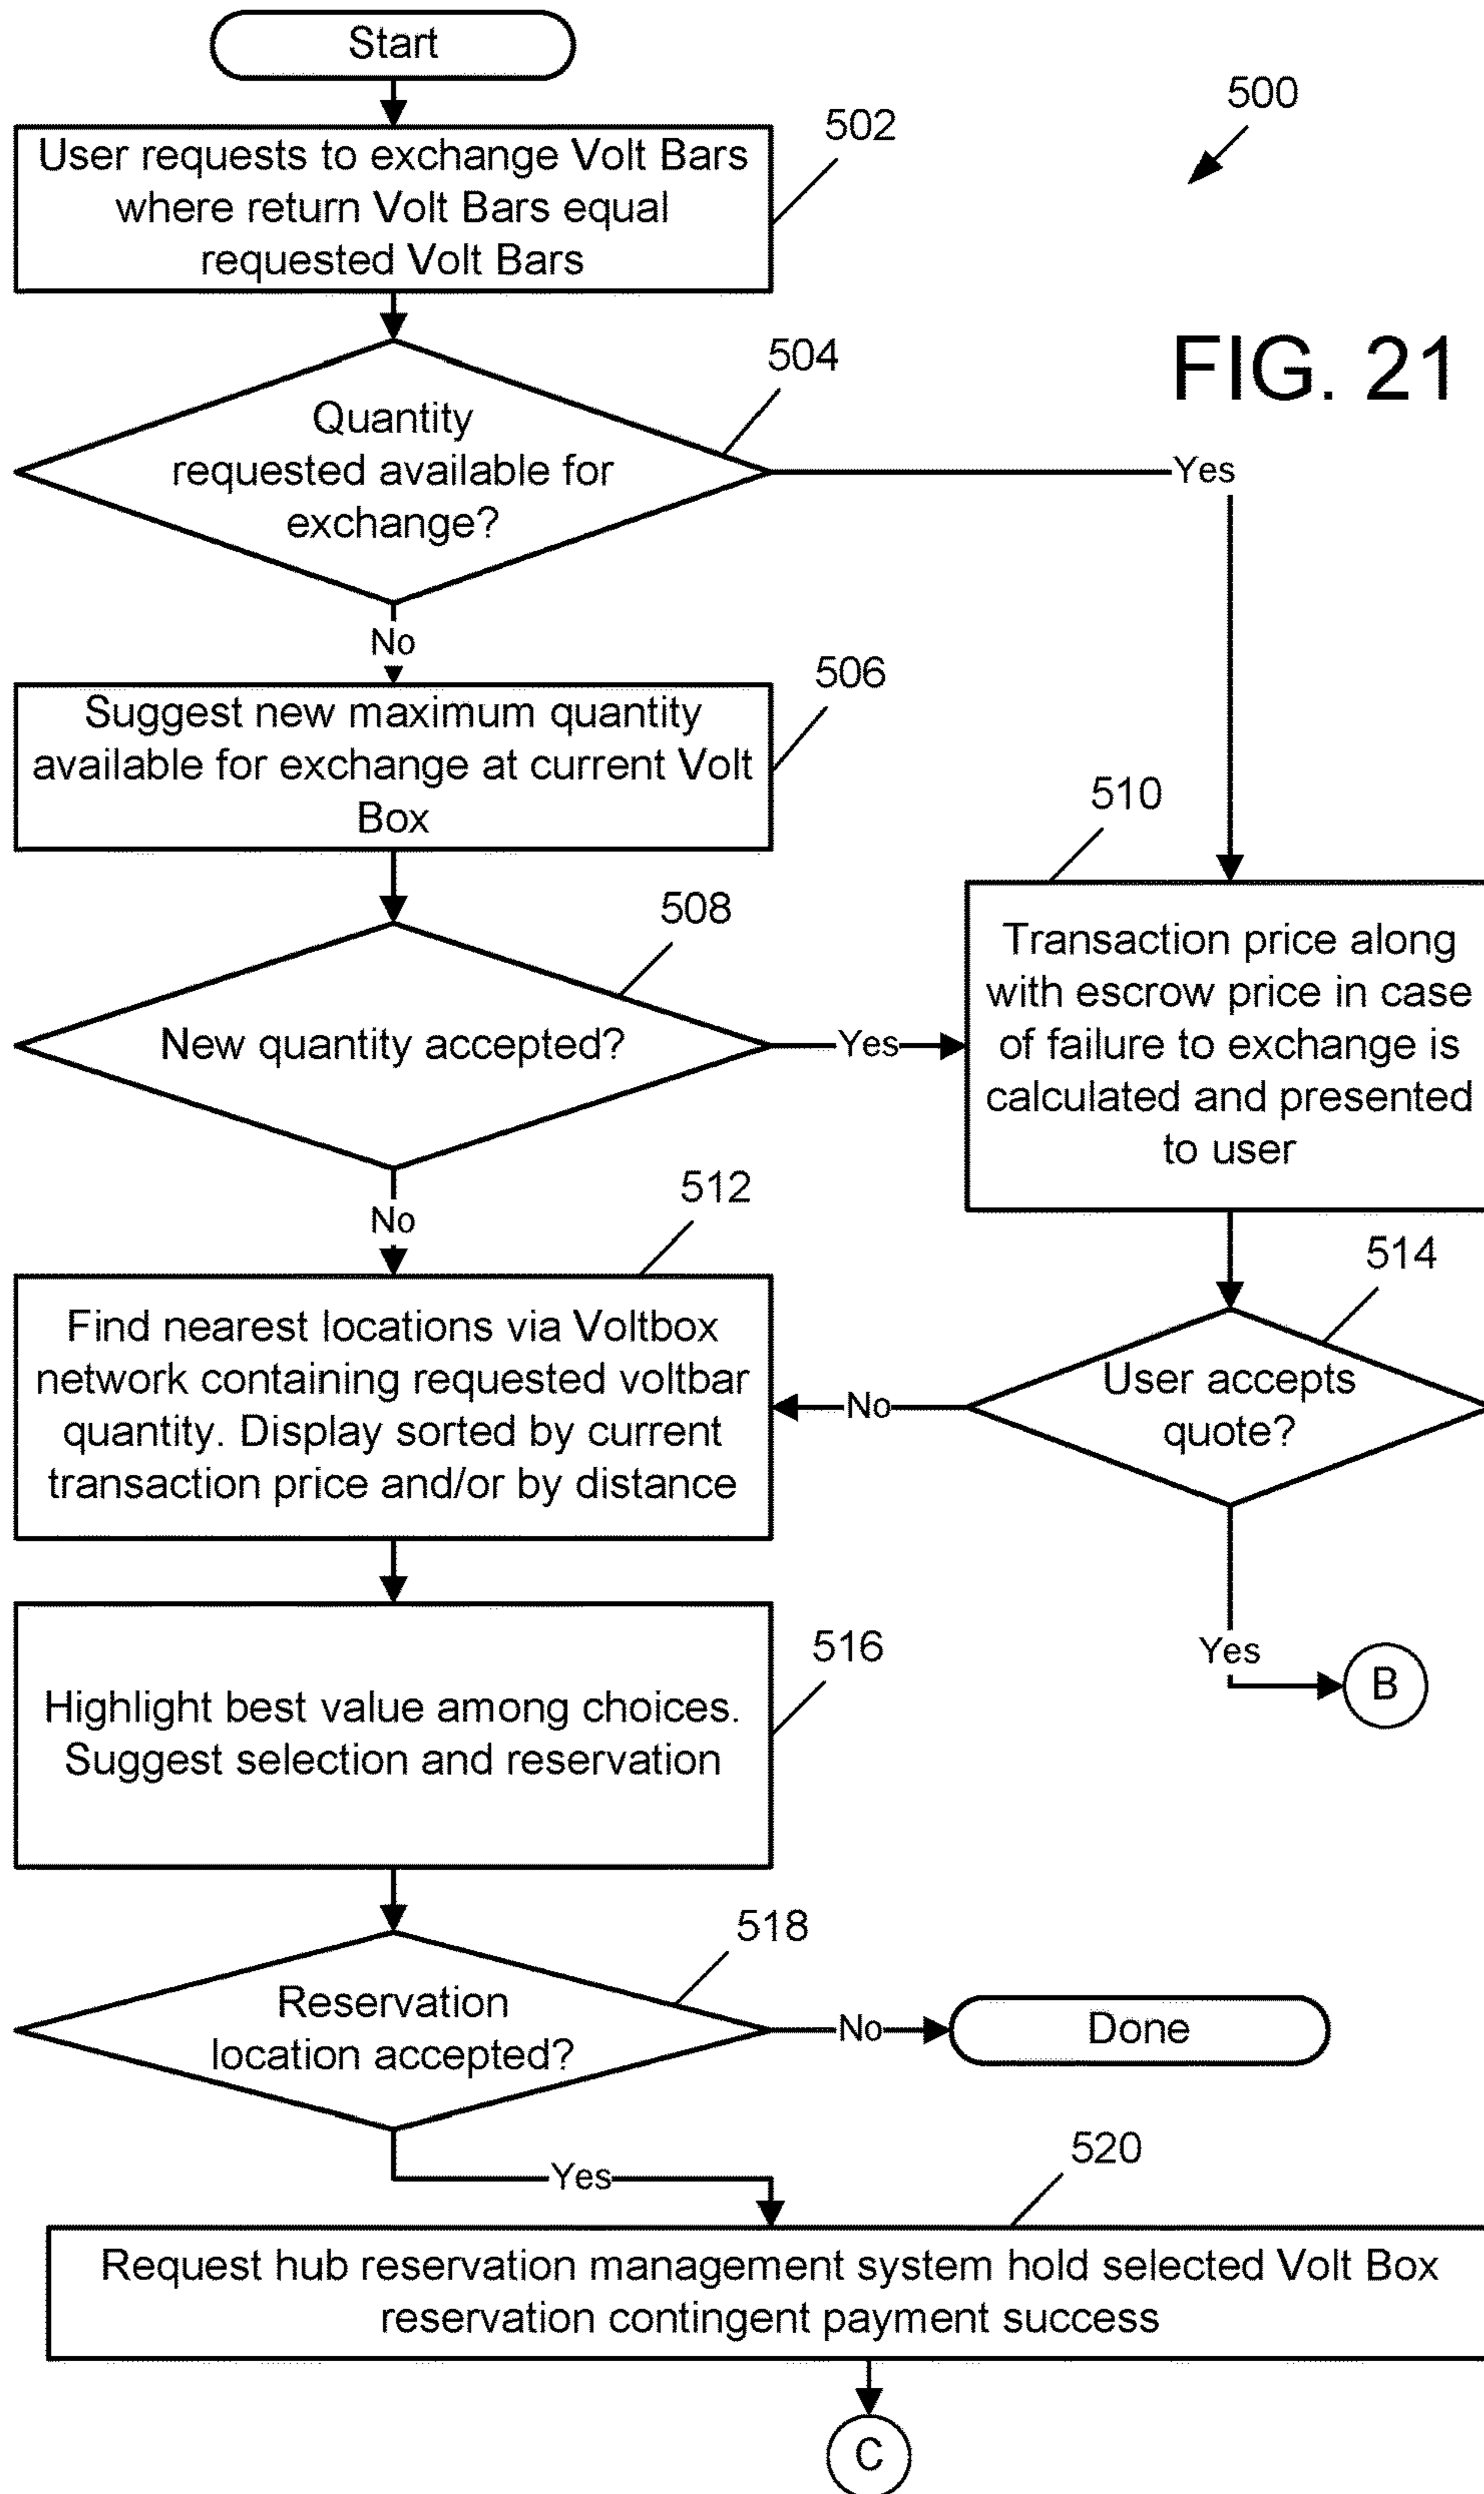 Start
500
502
User requests to exchange Volt Bars
where return Volt Bars equal
requested Volt Bars
FIG. 21
504
Quantity
requested available for
exchange?
Yes
No
506
Suggest new maximum quantity
available for exchange at current Volt
Box
510
Transaction price along
with escrow price in case
of failure to exchange is
calculated and presented
to user
508
New quantity accepted?
Yes
No
512
Find nearest locations via Voltbox
network containing requested voltbar
quantity. Display sorted by current
transaction price and/or by distance
514
User accepts
quote?
No
Yes
B
516
Highlight best value among choices.
Suggest selection and reservation
518
Reservation
location accepted?
No
Done
Yes
520
Request hub reservation management system hold selected Volt Box
reservation contingent payment success
C